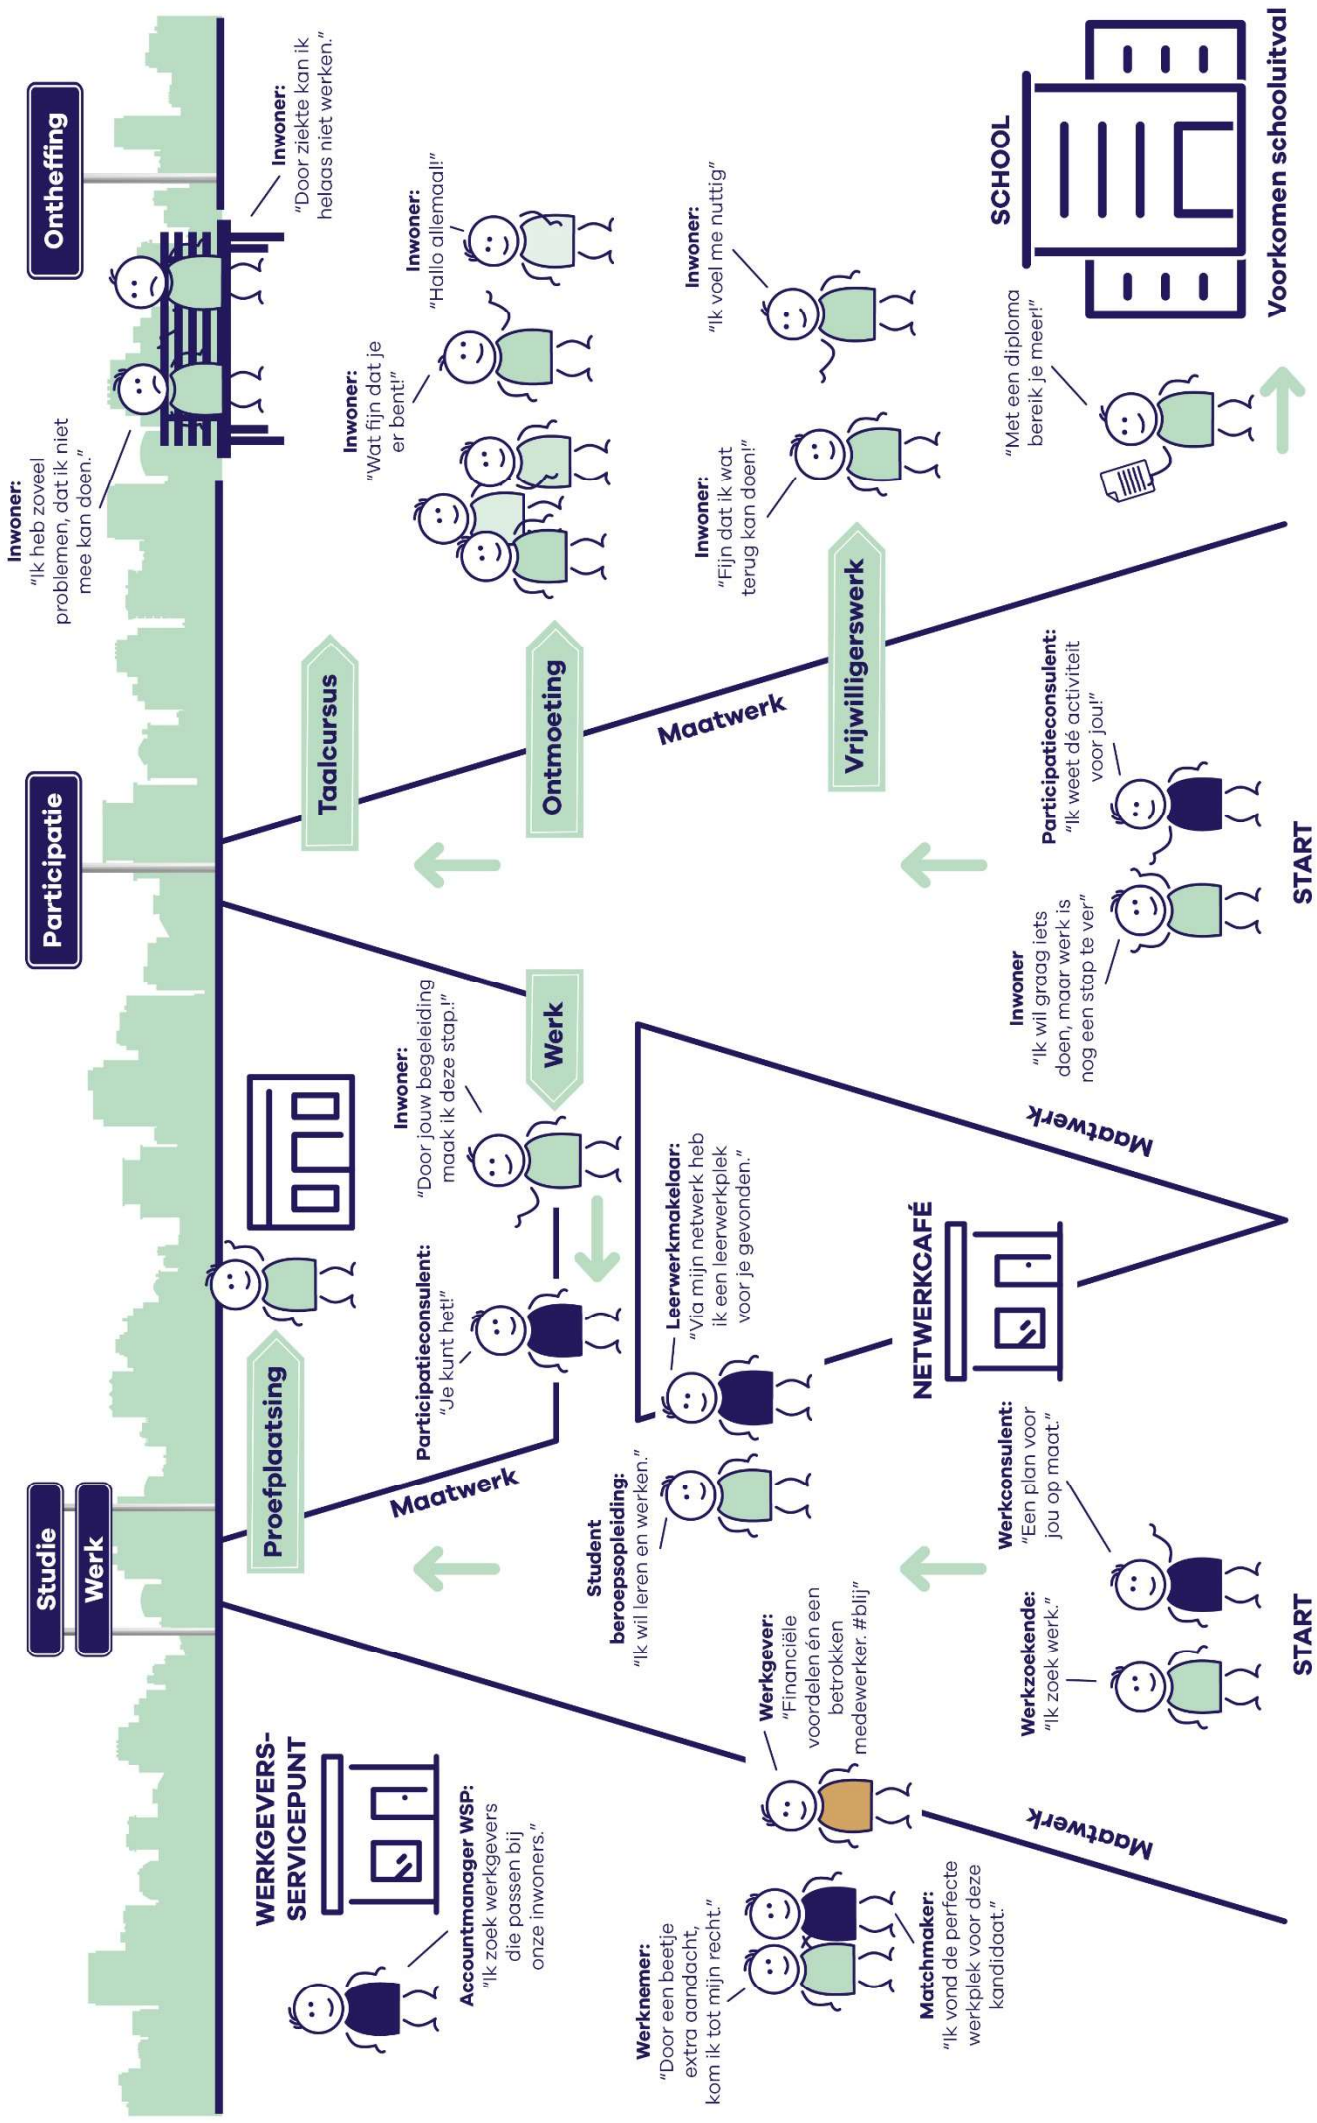 Studie
Werk
Participatie
Ontheffing
WERKGEVERS-
SERVICEPUNT
Accountmanager WSP:
"Ik zoek werkgevers
die passen bij
onze inwoners."
Proefplaatsing
Maatwerk
Participatieconsulent:
"Je kunt het!"
Inwoner:
"Door jouw begeleiding
maak ik deze stap.!"
Werk
Taalcursus
Ontmoeting
Maatwerk
Vrijwilligerswerk
Inwoner:
"Ik heb zoveel
problemen, dat ik niet
mee kan doen."
Inwoner:
"Door ziekte kan ik
helaas niet werken."
Inwoner:
"Wat fijn dat je
er bent!"
Inwoner:
"Hallo allemaal!"
Inwoner:
"Fijn dat ik wat
terug kan doen!"
Inwoner:
"Ik voel me nuttig"
Werknemer:
"Door een beetje
extra aandacht,
kom ik tot mijn recht."
Matchmaker:
"Ik vond de perfecte
werkplek voor deze
kandidaat."
Werkgever:
"Financiële
voordelen én een
betrokken
medewerker. #blij"
Student
beroepsopleiding:
"Ik wil leren en werken."
Leerwerkmakelaar:
"Via mijn netwerk heb
ik een leerwerkplek
voor je gevonden."
NETWERKCAFÉ
Maatwerk
Maatwerk
Werkzoekende:
"Ik zoek werk."
Werkconsulent:
"Een plan voor
jou op maat."
START
Inwoner
"Ik wil graag iets
doen, maar werk is
nog een stap te ver"
Participatieconsulent:
"Ik weet dé activiteit
voor jou!"
START
"Met een diploma
bereik je meer!"
SCHOOL
Voorkomen schooluitval